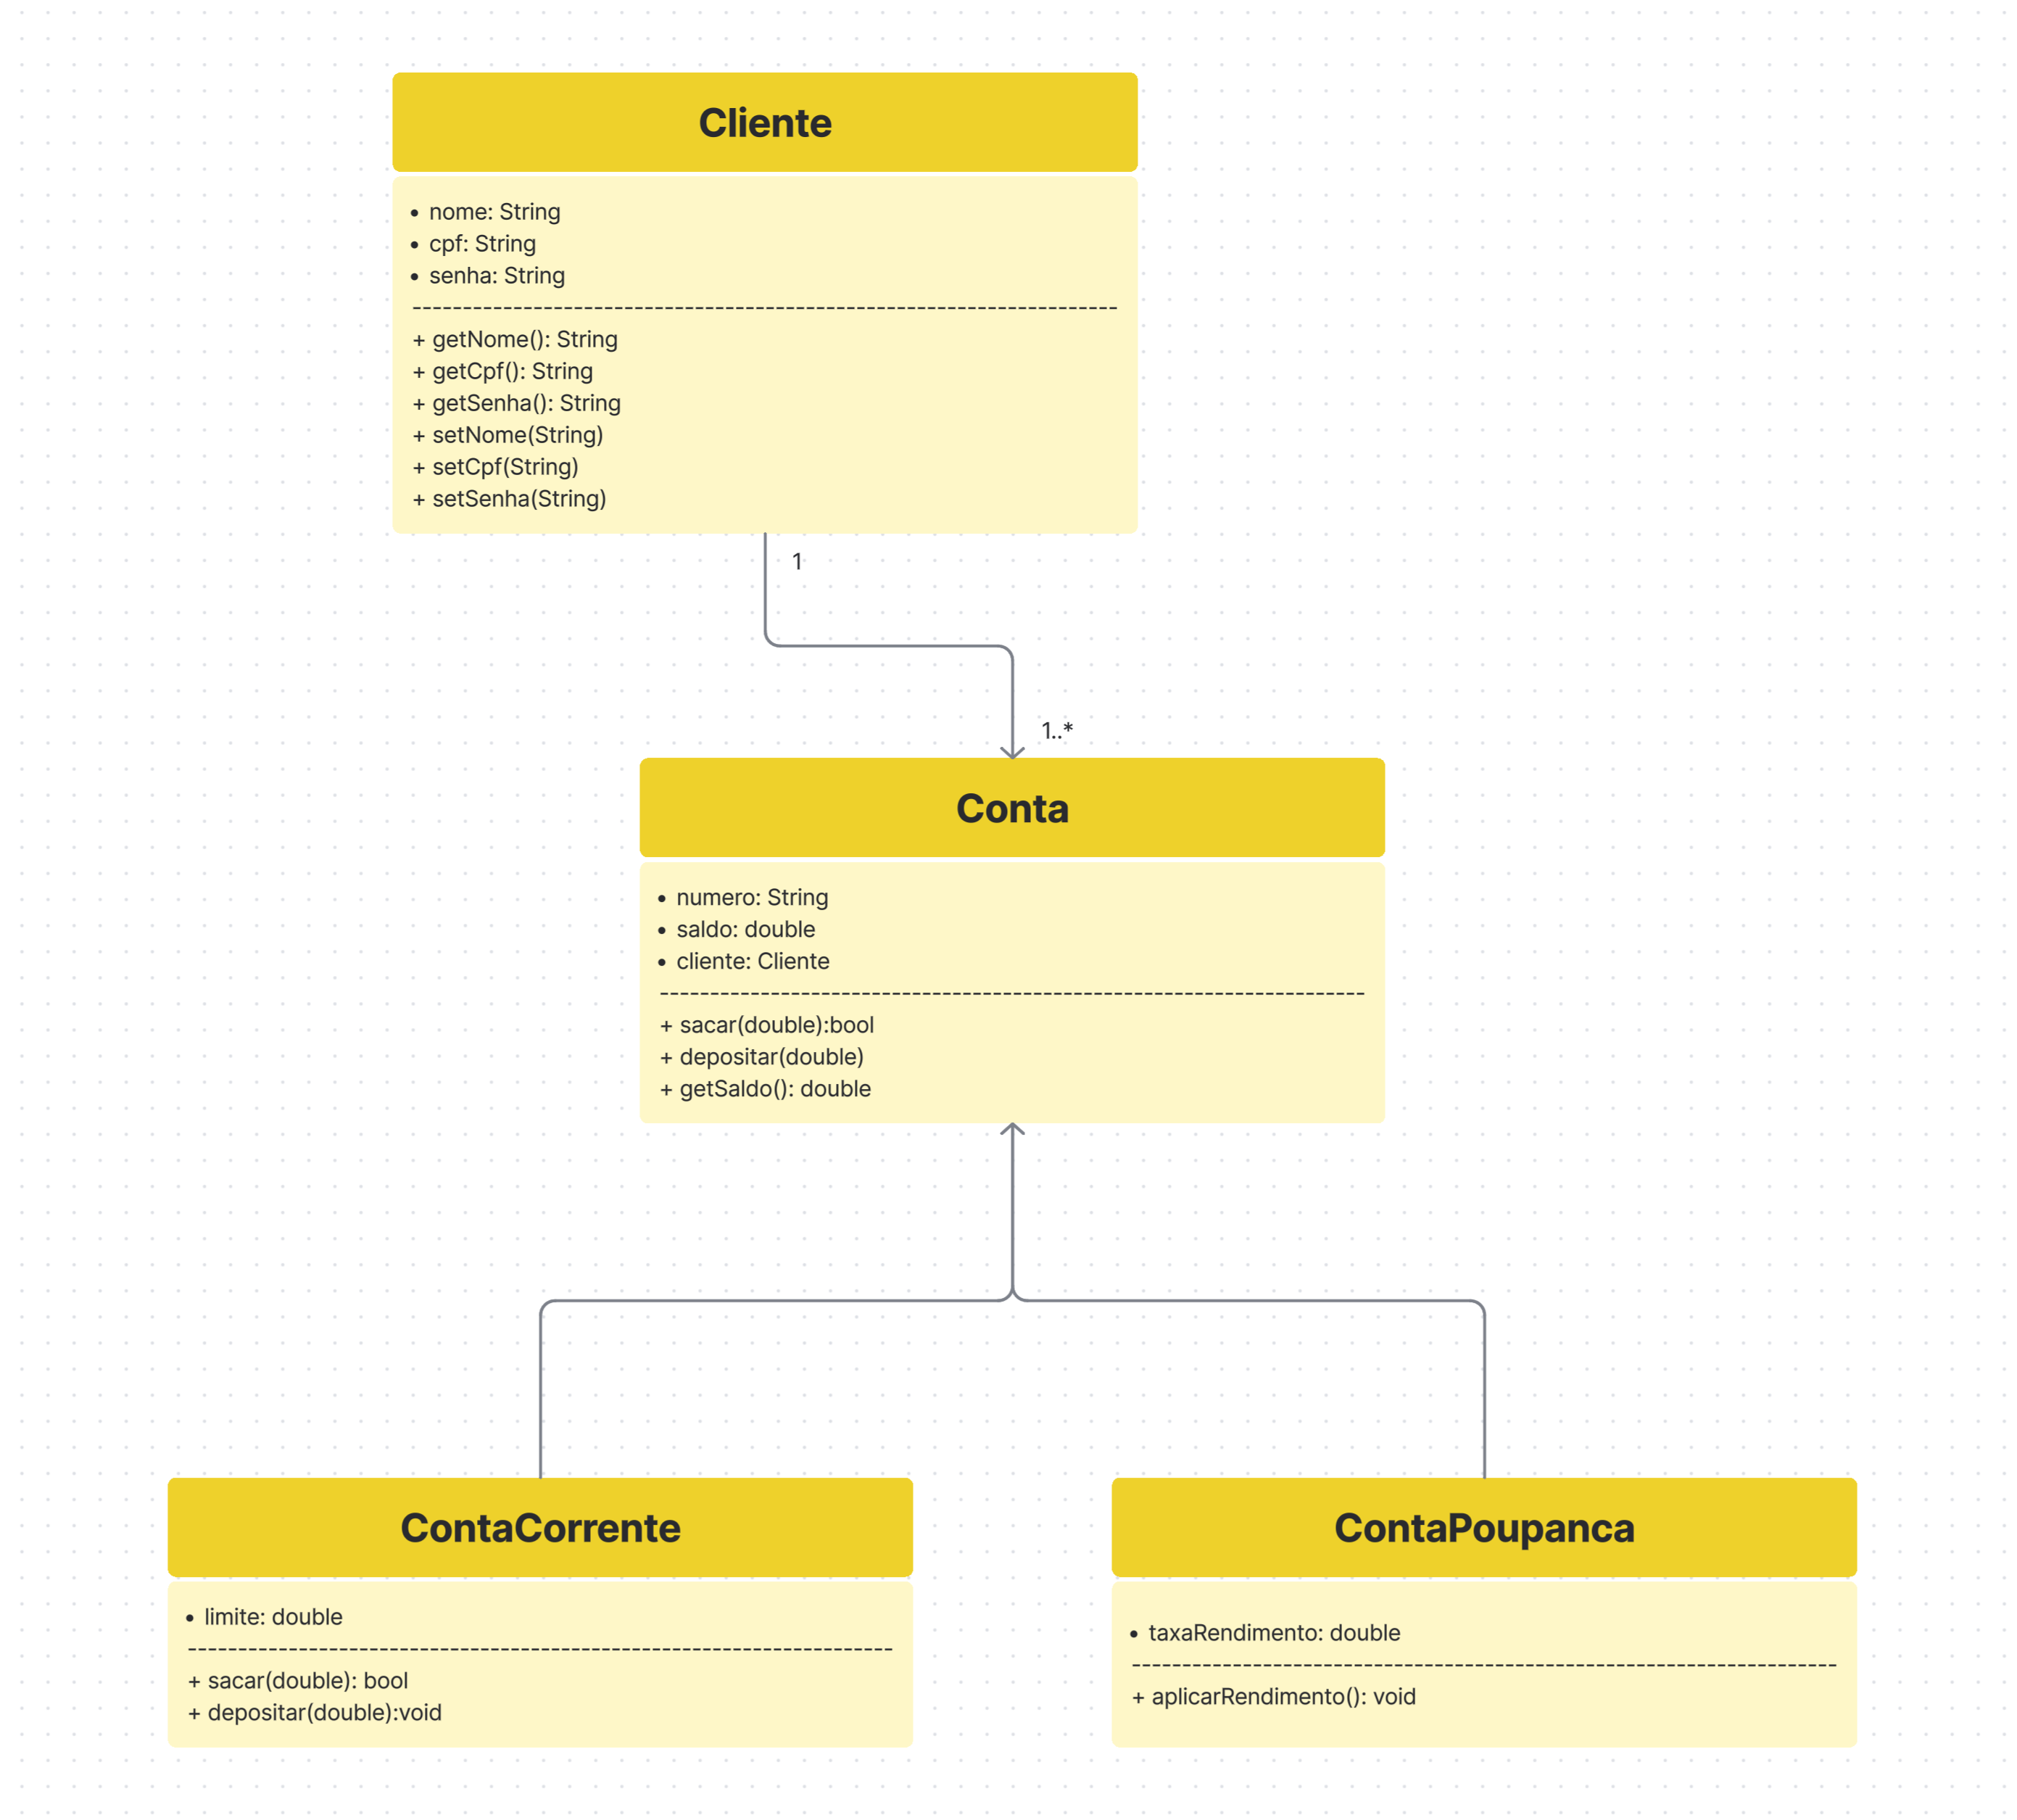 Cliente
• nome: String
• cpf: String
• senha: String
----------------------------------------------------------------------
+ getNome(): String
+ getCpf(): String
+ getSenha(): String
+ setNome(String)
+ setCpf(String)
+ setSenha(String)
1
1..*
Conta
• numero: String
• saldo: double
• cliente: Cliente
----------------------------------------------------------------------
+ sacar(double):bool
+ depositar(double)
+ getSaldo(): double
ContaCorrente
• limite: double
----------------------------------------------------------------------
+ sacar(double): bool
+ depositar(double):void
ContaPoupanca
• taxaRendimento: double
----------------------------------------------------------------------
+ aplicarRendimento(): void